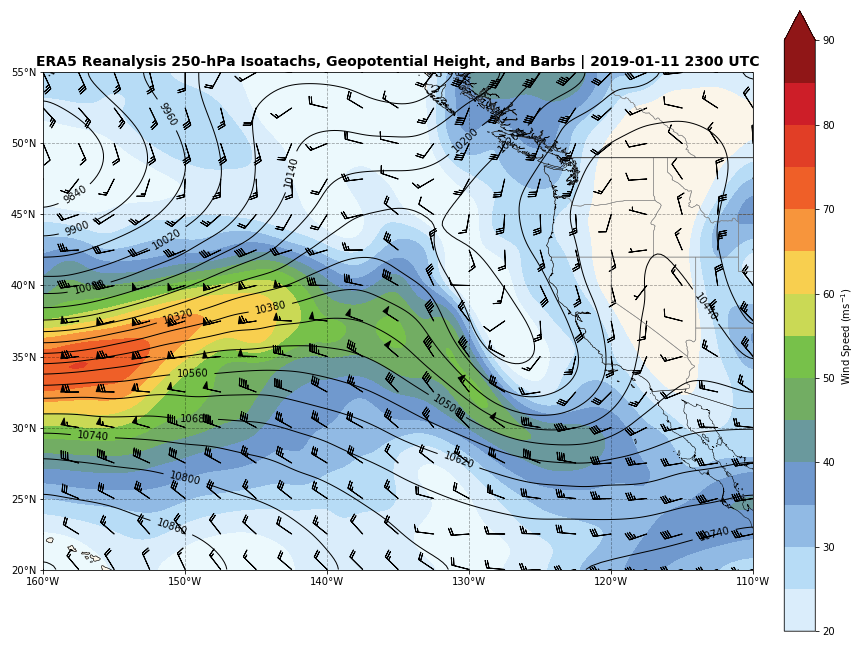 ERA5 Reanalysis 250-hPa Isoatachs, Geopotential Height, and Barbs | 2019-01-11 2300 UTC
90
80
70
60
50
40
30
20
Wind Speed (ms⁻¹)
55°N
50°N
45°N
40°N
35°N
30°N
25°N
20°N
160°W
150°W
140°W
130°W
120°W
110°W
9960
10200
10140
9840
9900
10020
10380
10320
10560
10500
10680
10740
10620
10800
10860
10740